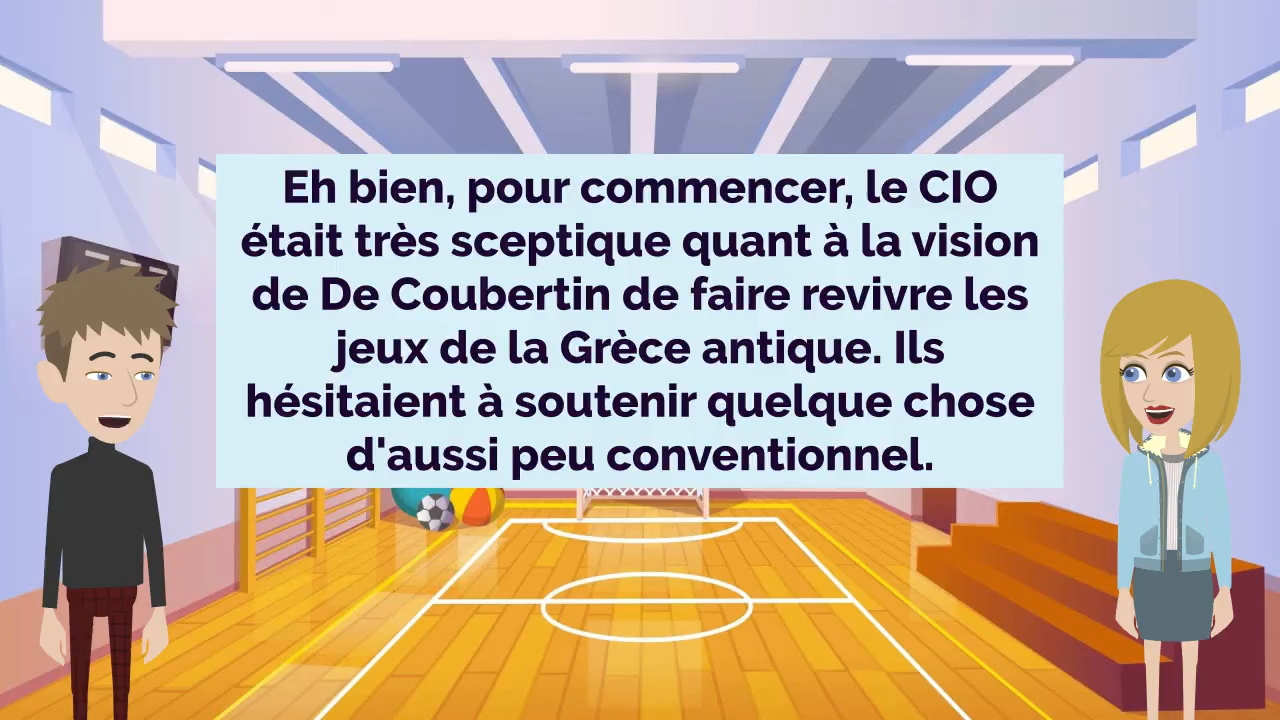 Eh bien, pour commencer, le CIO
était très sceptique quant à la vision
de De Coubertin de faire revivre les
jeux de la Grèce antique. Ils
hésitaient à soutenir quelque chose
d'aussi peu conventionnel.